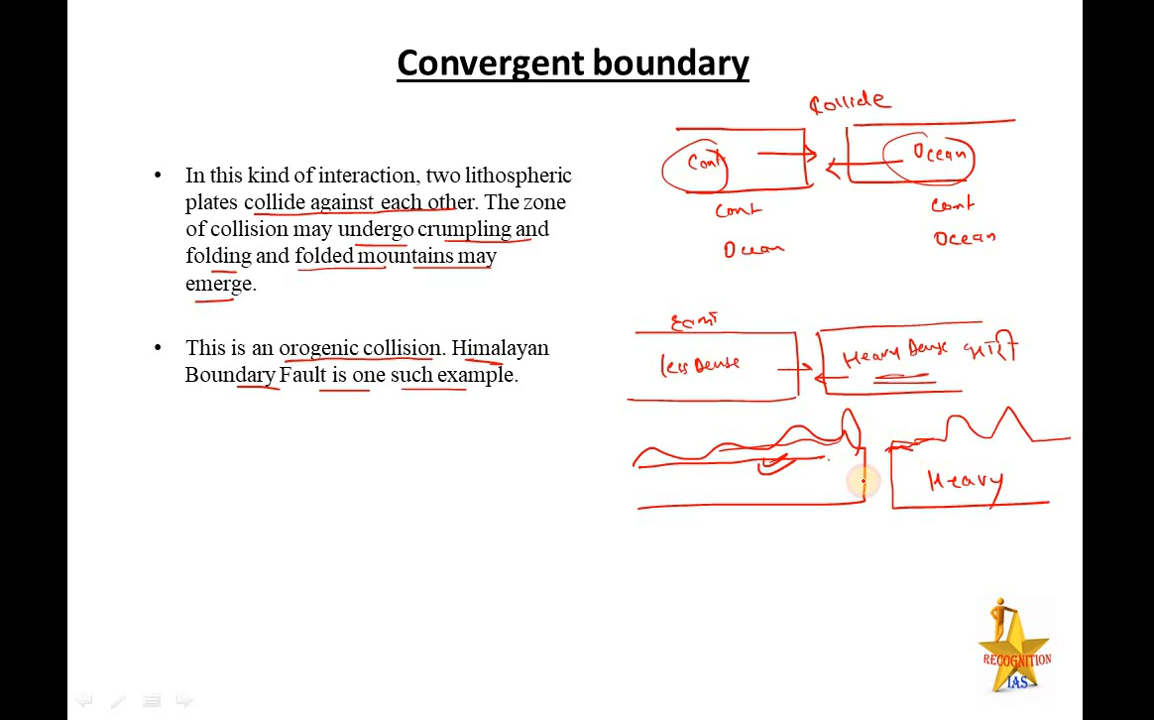 Convergent boundary
• In this kind of interaction, two lithospheric
plates collide against each other. The zone
of collision may undergo crumpling and
folding and folded mountains may
emerge.
• This is an orogenic collision. Himalayan
Boundary Fault is one such example.
Collide
Cont Ocean
Cont Cont
Ocean Ocean
Less Dense Heavy Dense भारी
Heavy
RECOGNITION
IAS